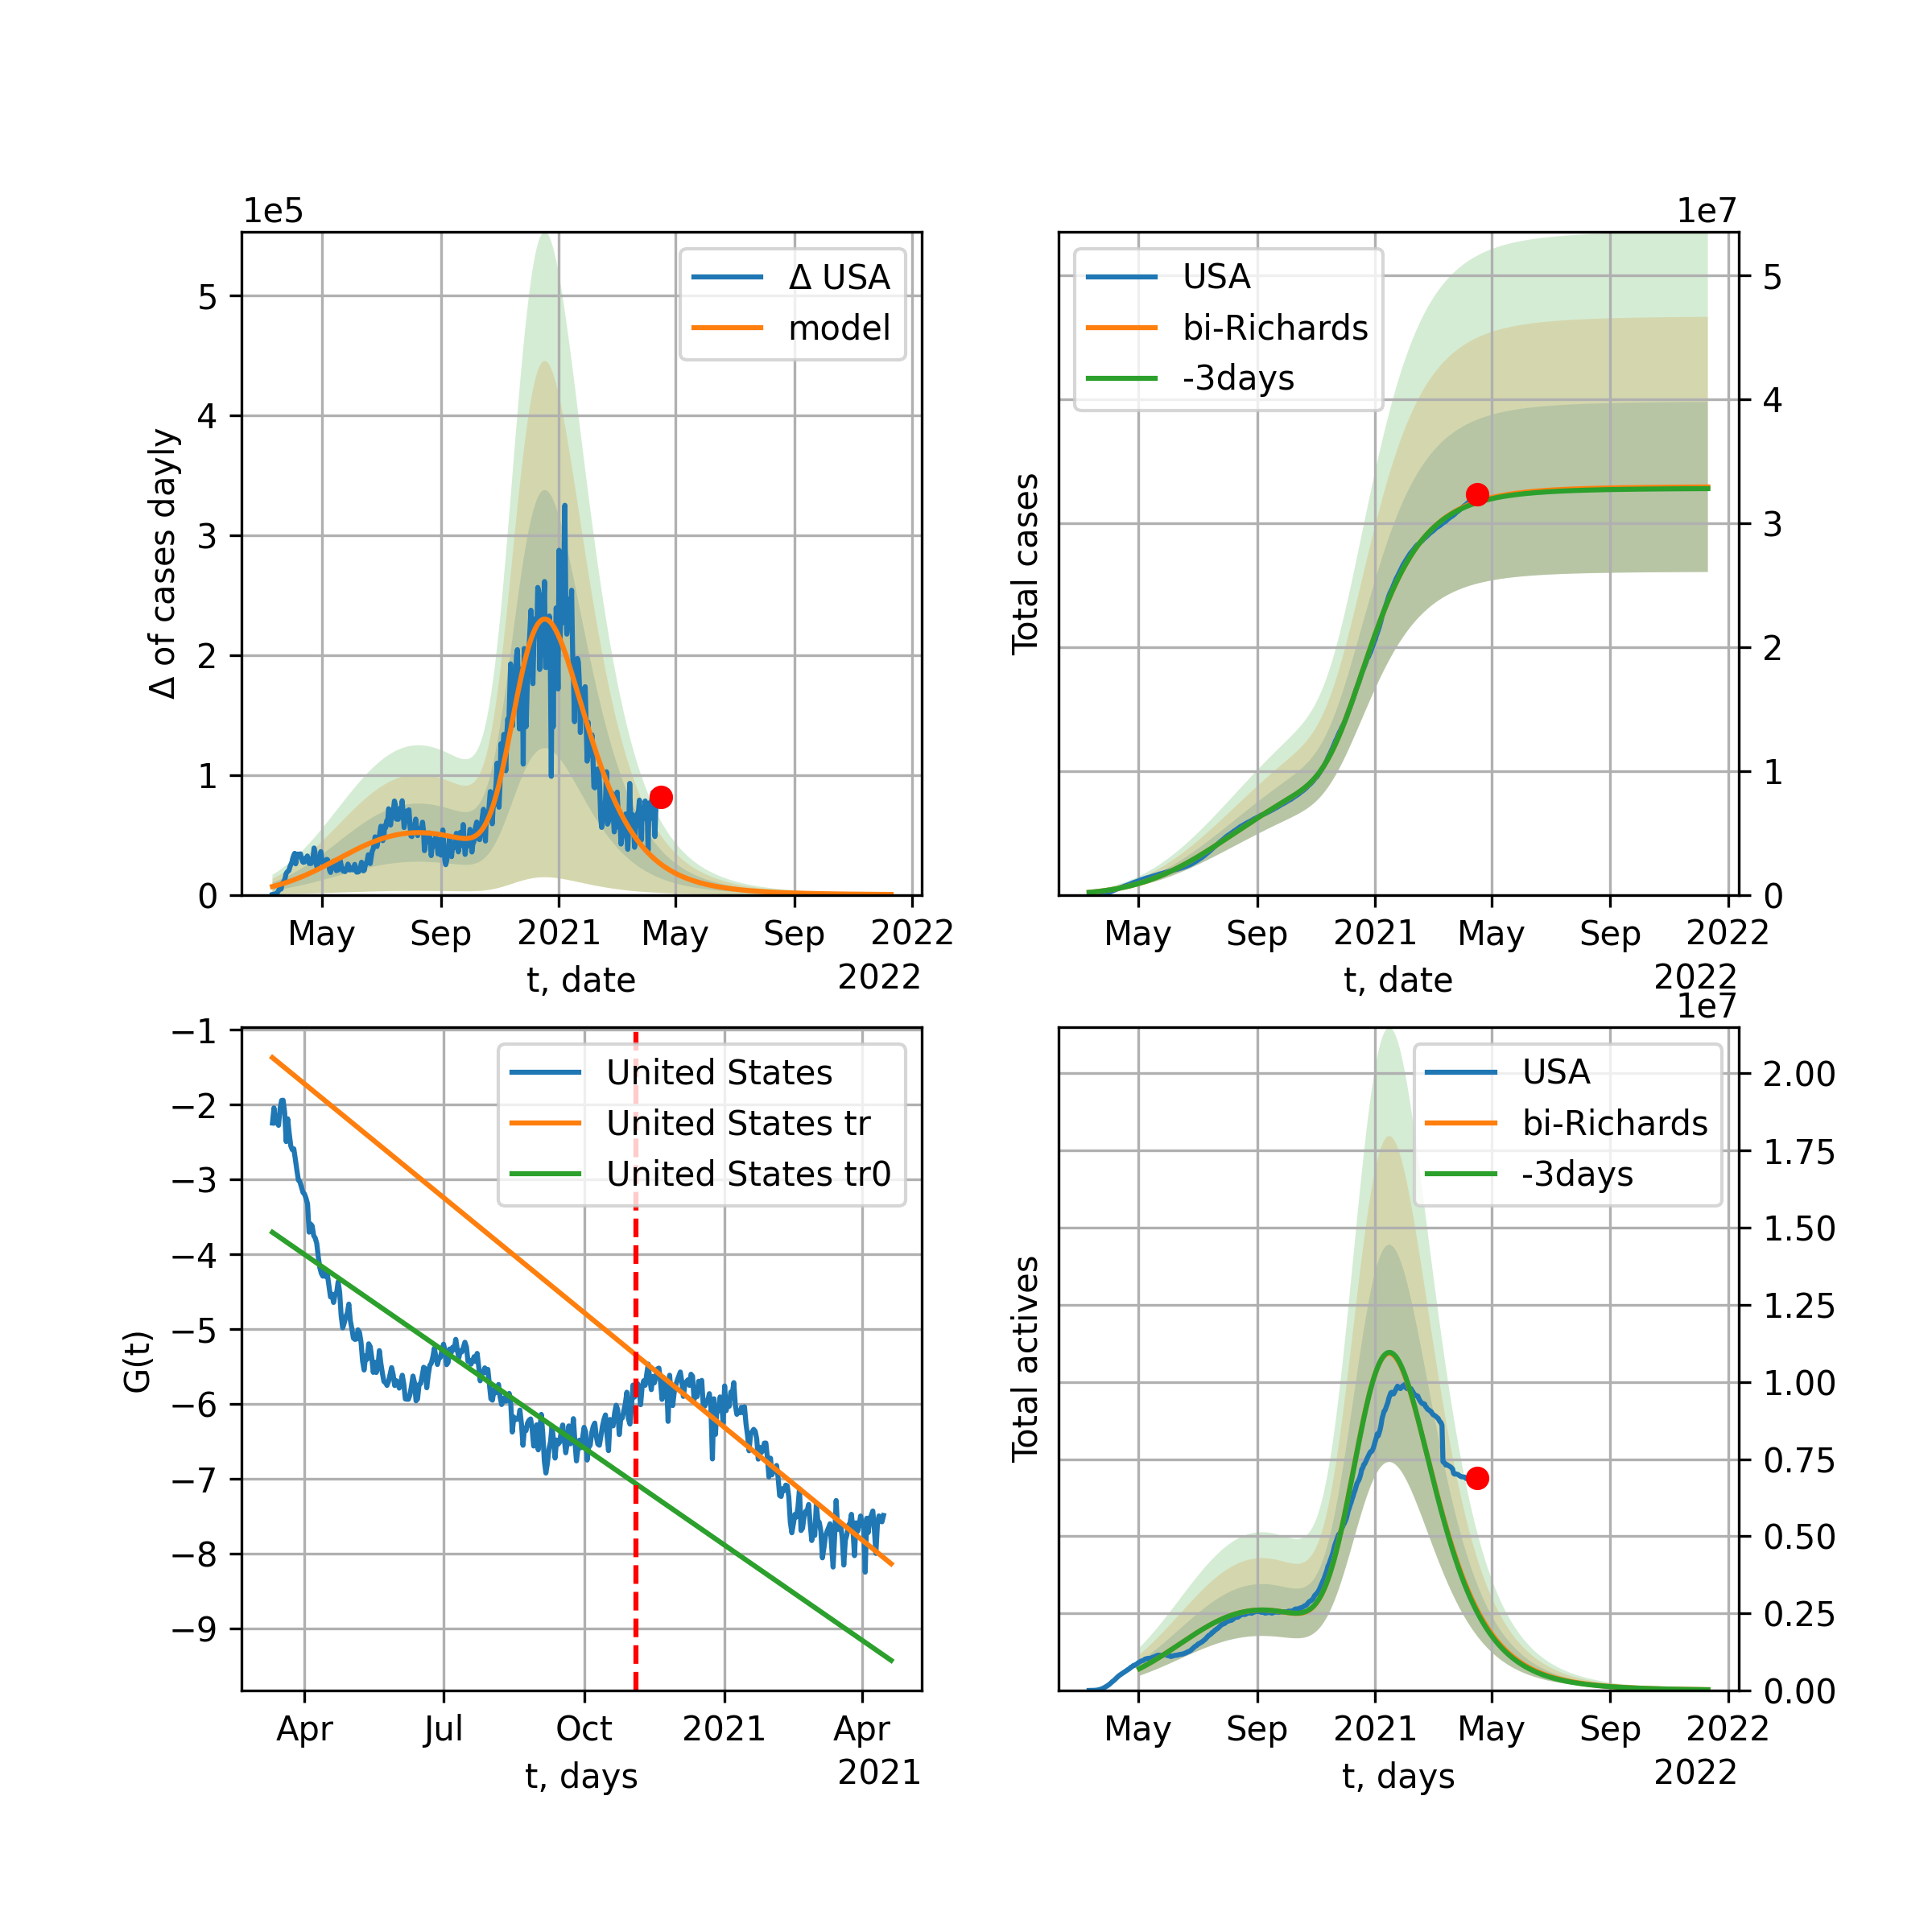 1e5
Δ USA
model
5
4
3
2
1
0
Δ of cases dayly
May
Sep
2021
May
Sep
2022
t, date
2022
1e7
USA
bi-Richards
-3days
5
4
3
2
1
0
Total cases
May
Sep
2021
May
Sep
2022
t, date
2022
United States
United States tr
United States tr0
−1
−2
−3
−4
−5
−6
−7
−8
−9
G(t)
Apr
Jul
Oct
2021
Apr
t, days
2021
1e7
USA
bi-Richards
-3days
2.00
1.75
1.50
1.25
1.00
0.75
0.50
0.25
0.00
Total actives
May
Sep
2021
May
Sep
2022
t, days
2022